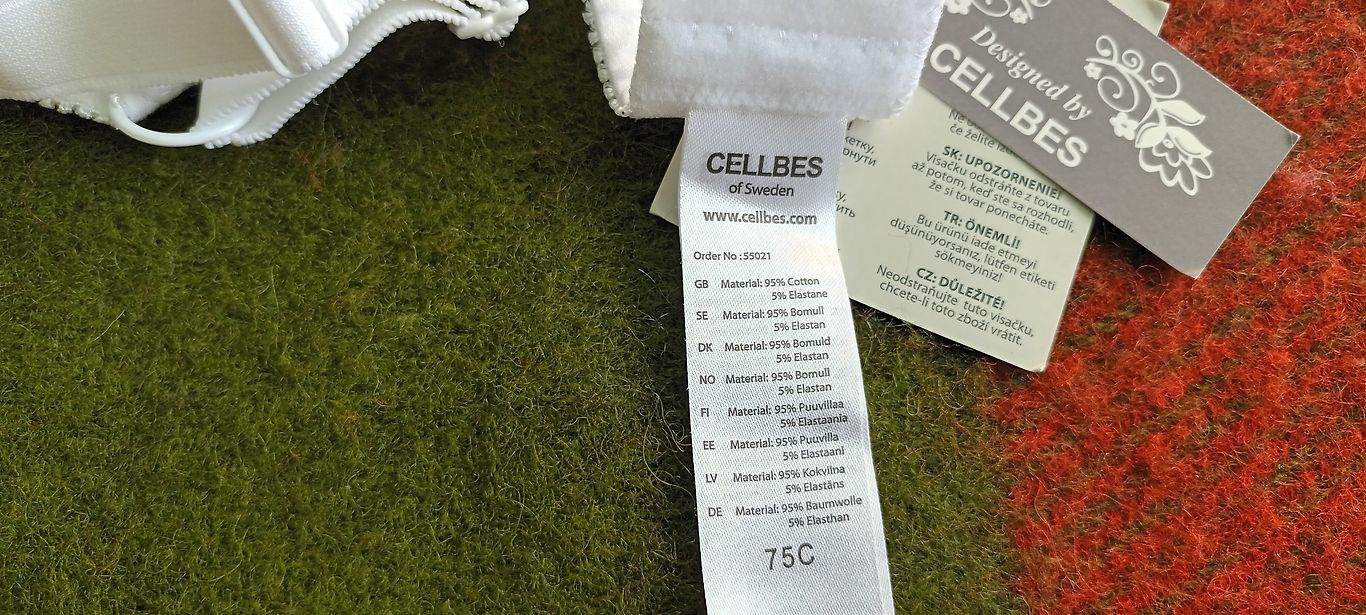 CELLBES
of Sweden
www.cellbes.com
Order No : 55021
GB Material: 95% Cotton
5% Elastane
SE Material: 95% Bomull
5% Elastan
DK Material: 95% Bomuld
5% Elastan
NO Material: 95% Bomull
5% Elastan
FI Material: 95% Puuvillaa
5% Elastaania
EE Material: 95% Puuvilla
5% Elastaani
LV Material: 95% Kokvilna
5% Elastāns
DE Material: 95% Baumwolle
5% Elasthan
75C
Designed by
CELLBES
če želite
SK: UPOZORNENIE!
Visačku odstráňte z tovaru
až potom, keď ste sa rozhodli,
že si tovar ponecháte.
TR: ÖNEMLİ!
Bu ürünü iade etmeyi
düşünüyorsanız, lütfen etiketi
sökmeyiniz!
CZ: DŮLEŽITÉ!
Neodstraňujte tuto visačku,
chcete-li toto zboží vrátit.